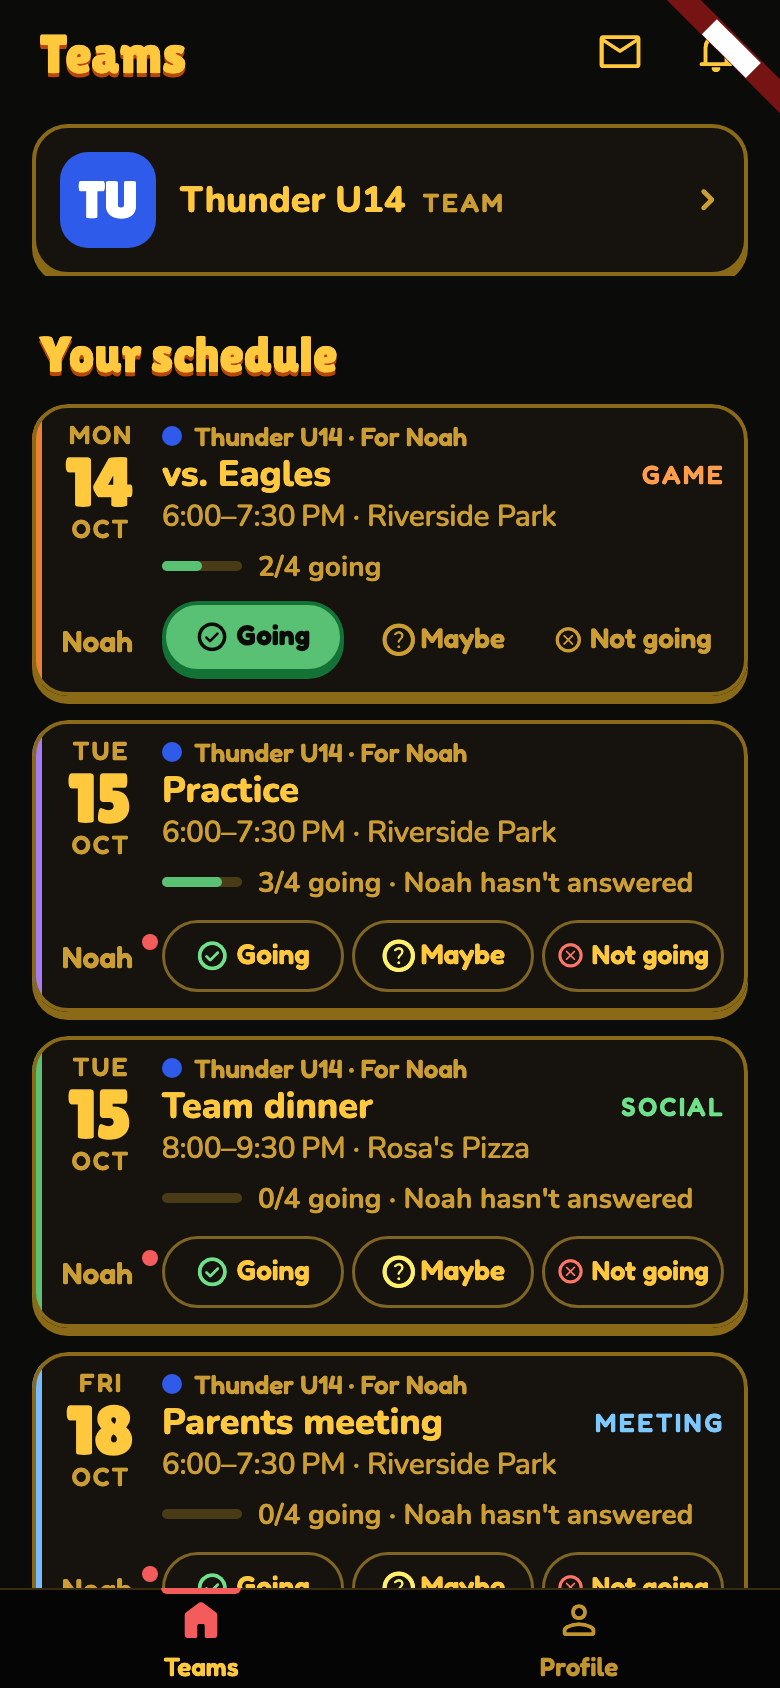 Teams
TU Thunder U14 TEAM
Your schedule
MON
14
OCT
Thunder U14 · For Noah
vs. Eagles
GAME
6:00–7:30 PM · Riverside Park
2/4 going
Noah
Going
Maybe
Not going
TUE
15
OCT
Thunder U14 · For Noah
Practice
6:00–7:30 PM · Riverside Park
3/4 going · Noah hasn't answered
Noah
Going
Maybe
Not going
TUE
15
OCT
Thunder U14 · For Noah
Team dinner
SOCIAL
8:00–9:30 PM · Rosa's Pizza
0/4 going · Noah hasn't answered
Noah
Going
Maybe
Not going
FRI
18
OCT
Thunder U14 · For Noah
Parents meeting
MEETING
6:00–7:30 PM · Riverside Park
0/4 going · Noah hasn't answered
Noah
Going
Maybe
Not going
Teams
Profile